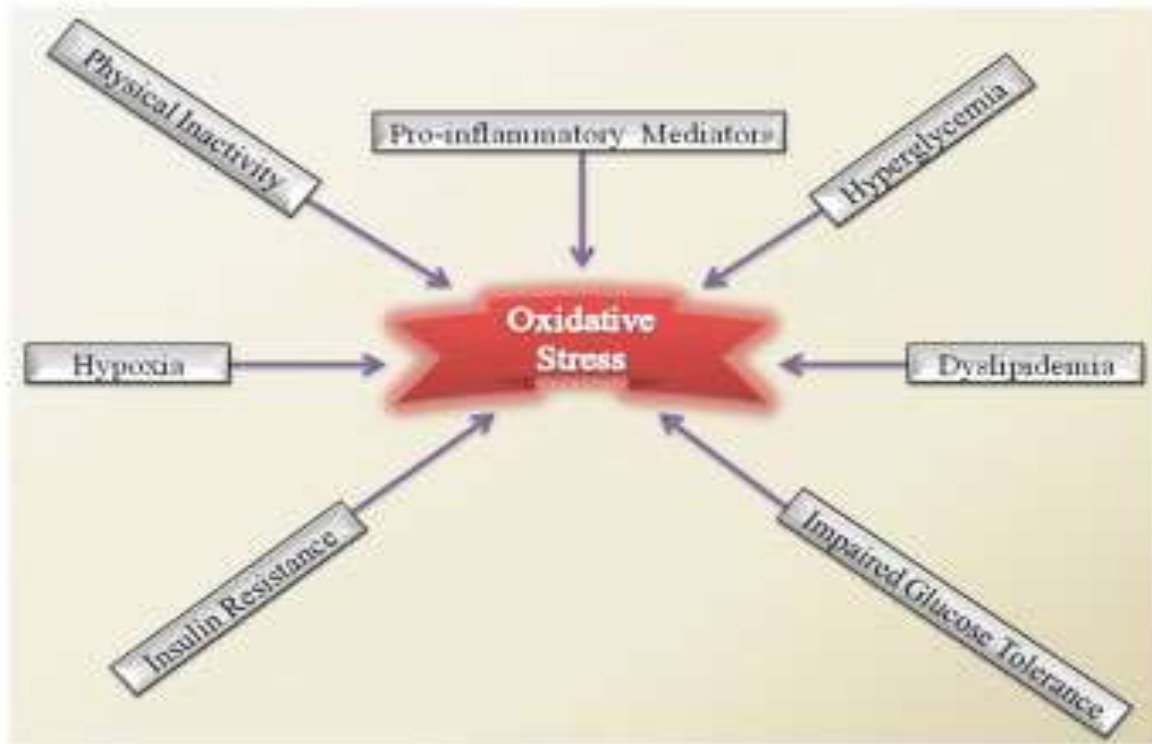 Physical Inactivity
Pro-inflammatory Mediators
Hyperglycemia
Oxidative
Stress
Hypoxia
Dyslipidemia
Insulin Resistance
Impaired Glucose Tolerance